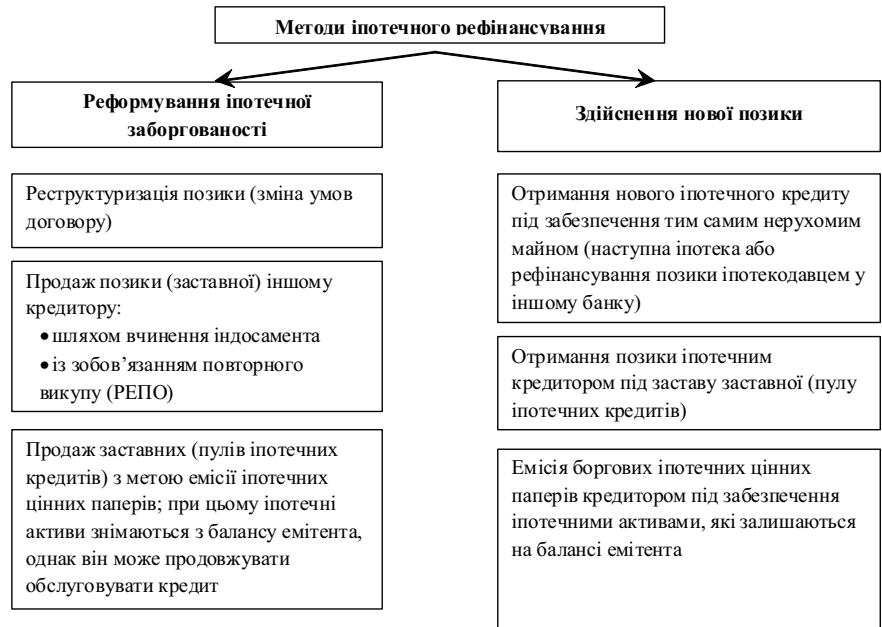 Методи іпотечного рефінансування
Реформування іпотечної
заборгованості
Реструктуризація позики (зміна умов
договору)
Продаж позики (заставної) іншому
кредитору:
• шляхом вчинення індосамента
• із зобов’язанням повторного
викупу (РЕПО)
Продаж заставних (пулів іпотечних
кредитів) з метою емісії іпотечних
цінних паперів; при цьому іпотечні
активи знімаються з балансу емітента,
однак він може продовжувати
обслуговувати кредит
Здійснення нової позики
Отримання нового іпотечного кредиту
під забезпечення тим самим нерухомим
майном (наступна іпотека або
рефінансування позики іпотекодавцем у
іншому банку)
Отримання позики іпотечним
кредитором під заставу заставної (пулу
іпотечних кредитів)
Емісія боргових іпотечних цінних
паперів кредитором під забезпечення
іпотечними активами, які залишаються
на балансі емітента